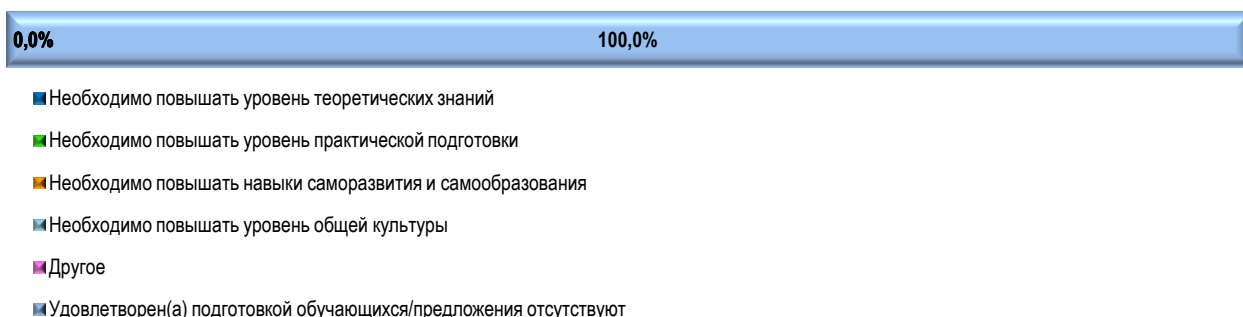 0,0% 100,0%
Необходимо повышать уровень теоретических знаний
Необходимо повышать уровень практической подготовки
Необходимо повышать навыки саморазвития и самообразования
Необходимо повышать уровень общей культуры
Другое
Удовлетворен(а) подготовкой обучающихся/предложения отсутствуют